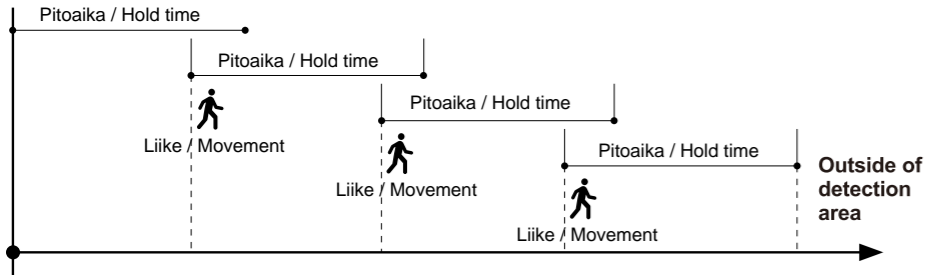 Pitoaika / Hold time
Pitoaika / Hold time
Liike / Movement
Pitoaika / Hold time
Liike / Movement
Pitoaika / Hold time
Liike / Movement
Outside of
detection
area